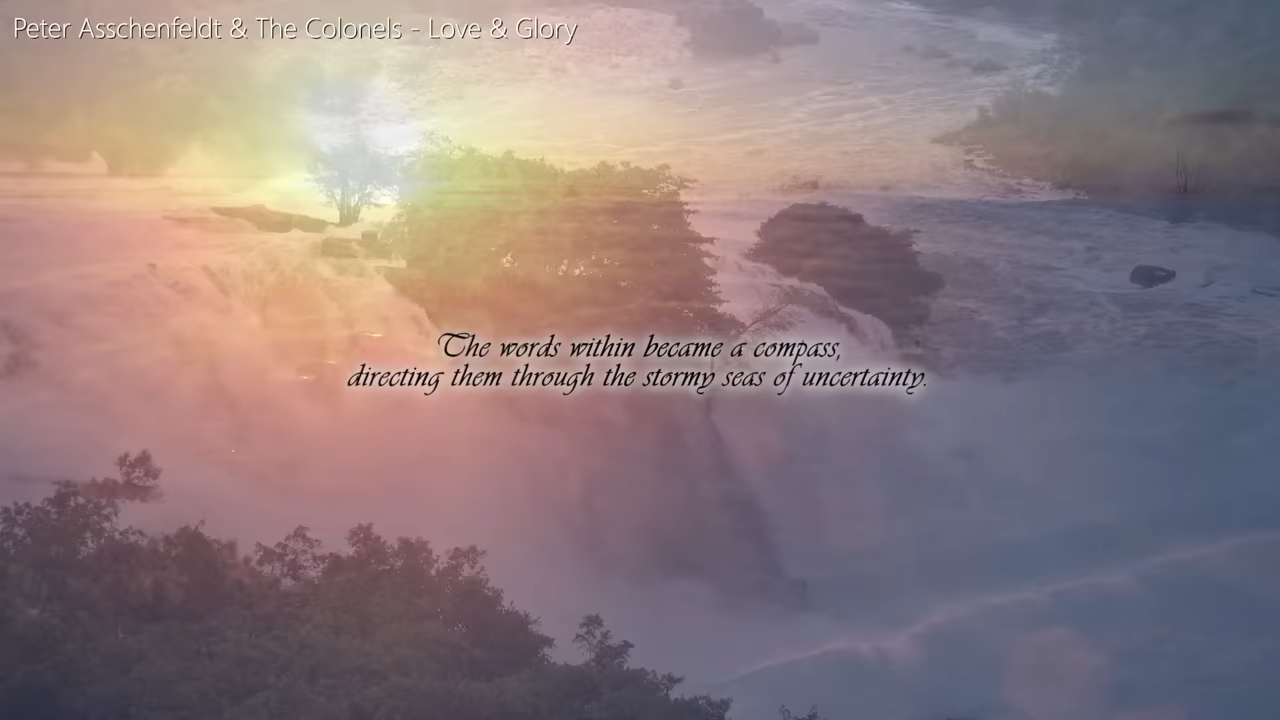 Peter Asschenfeldt & The Colonels - Love & Glory
The words within became a compass,
directing them through the stormy seas of uncertainty.